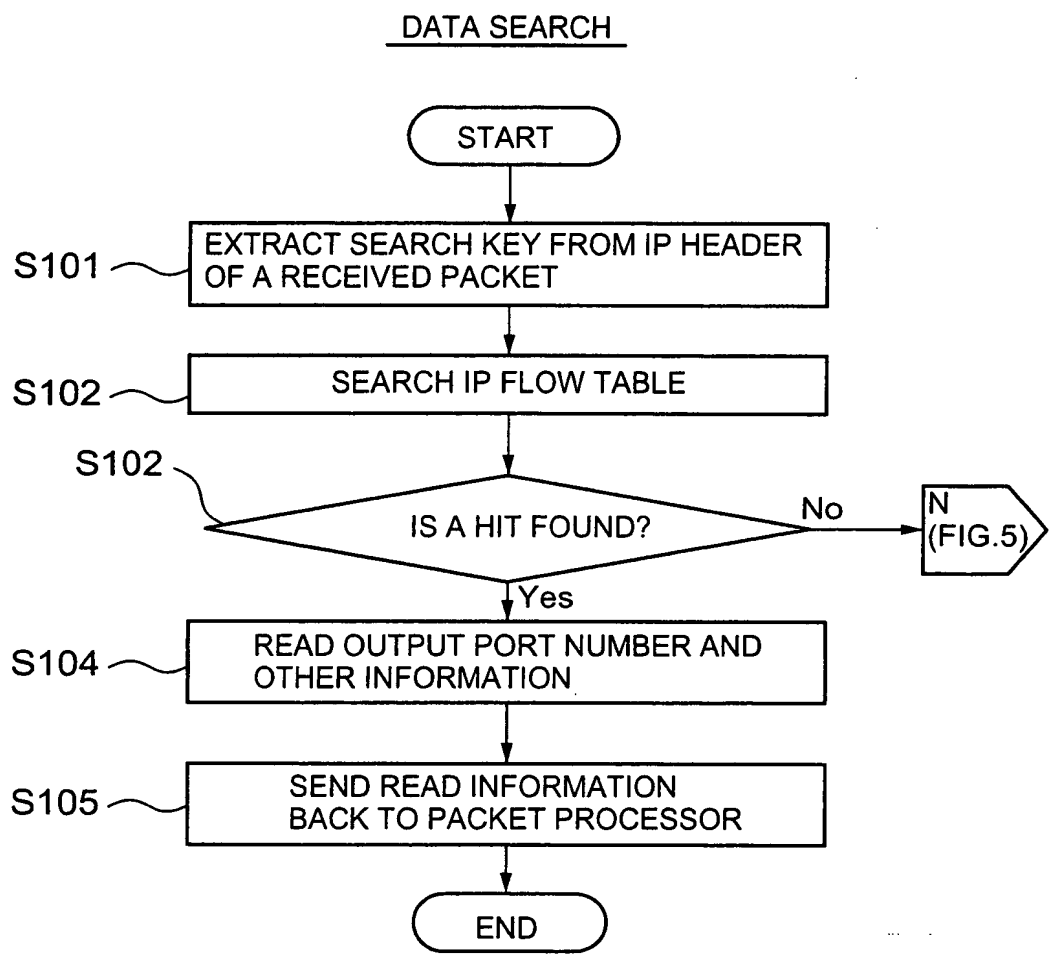 DATA SEARCH
START
S101
EXTRACT SEARCH KEY FROM IP HEADER
OF A RECEIVED PACKET
S102
SEARCH IP FLOW TABLE
S102
IS A HIT FOUND?
No
N
(FIG.5)
Yes
S104
READ OUTPUT PORT NUMBER AND
OTHER INFORMATION
S105
SEND READ INFORMATION
BACK TO PACKET PROCESSOR
END